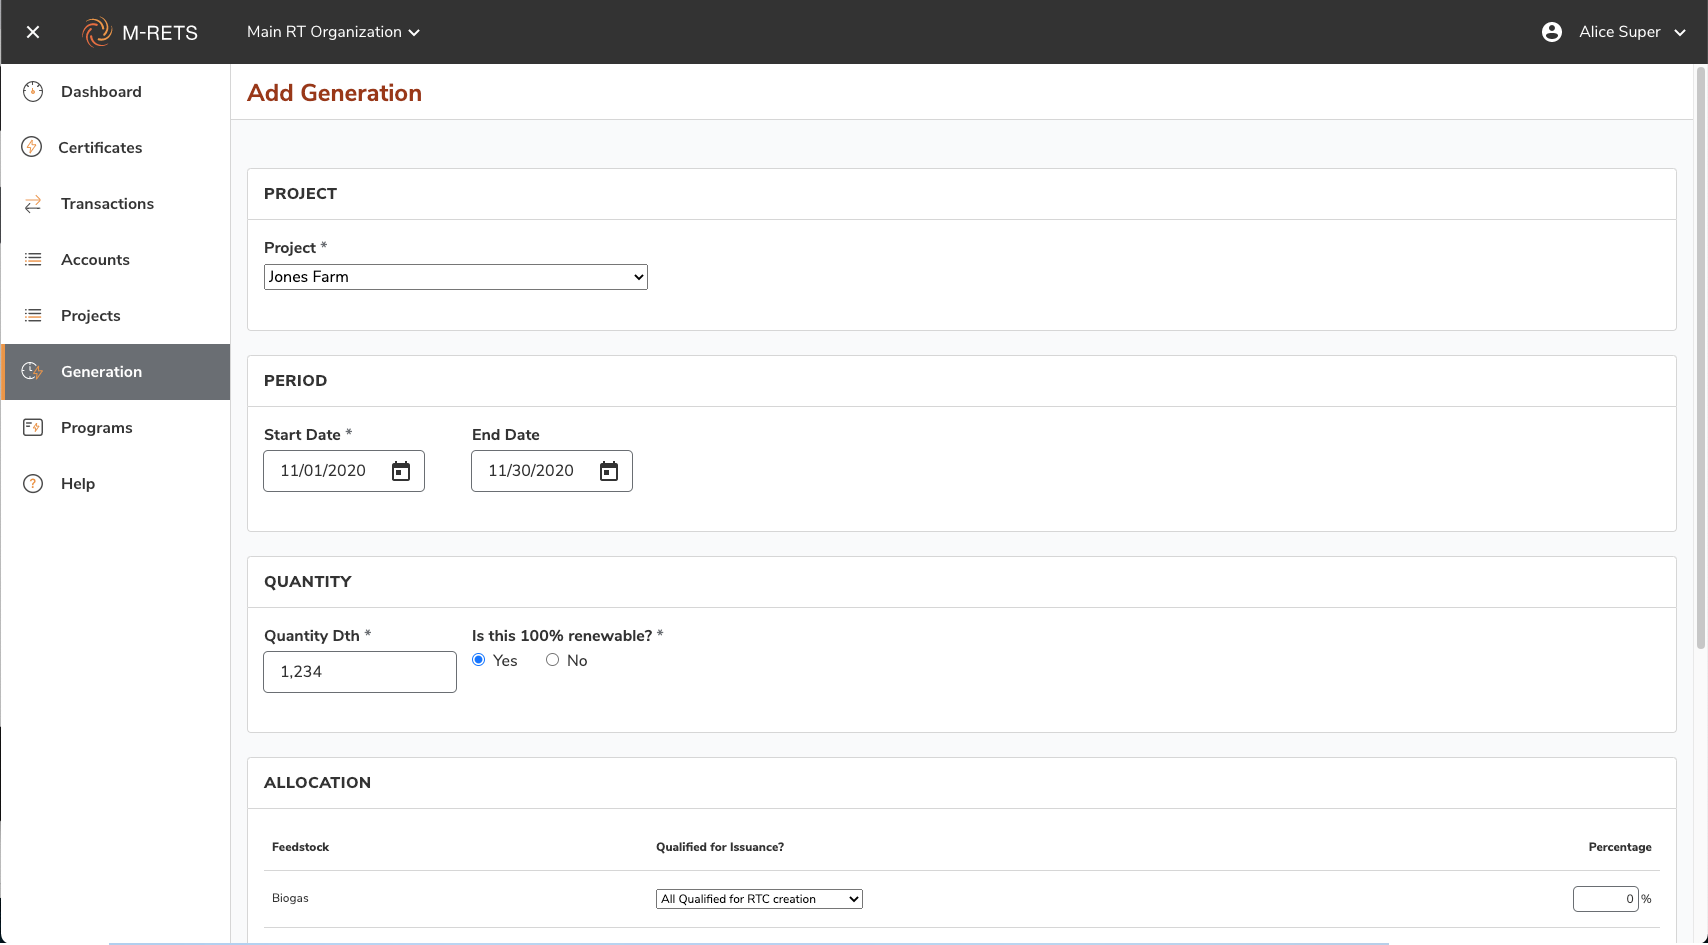 M-RETS
Main RT Organization
Alice Super
Dashboard
Certificates
Transactions
Accounts
Projects
Generation
Programs
Help
Add Generation
PROJECT
Project *
Jones Farm
PERIOD
Start Date * End Date
11/01/2020 11/30/2020
QUANTITY
Quantity Dth * Is this 100% renewable? *
1,234 Yes No
ALLOCATION
Feedstock Qualified for Issuance? Percentage
Biogas All Qualified for RTC creation 0 %